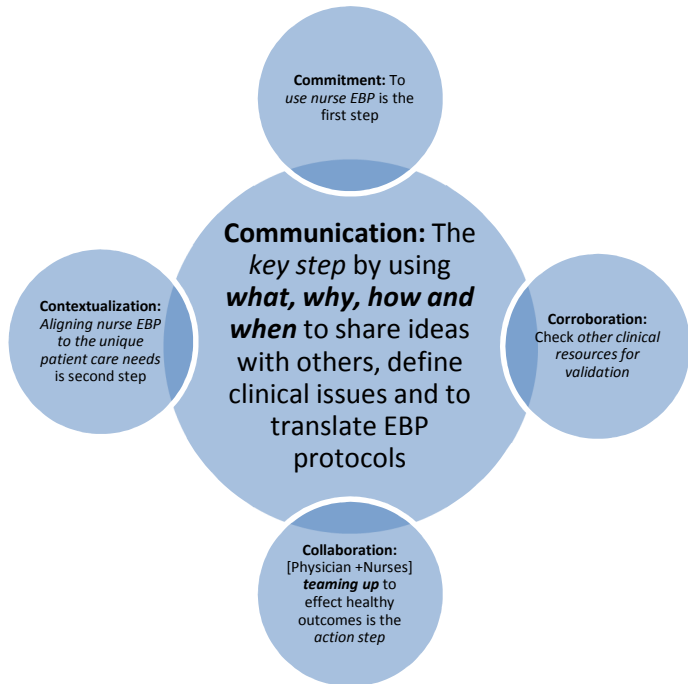 Commitment: To
use nurse EBP is the
first step
Communication: The
key step by using
what, why, how and
when to share ideas
with others, define
clinical issues and to
translate EBP
protocols
Contextualization:
Aligning nurse EBP
to the unique
patient care needs
is second step
Corroboration:
Check other clinical
resources for
validation
Collaboration:
[Physician +Nurses]
teaming up to
effect healthy
outcomes is the
action step